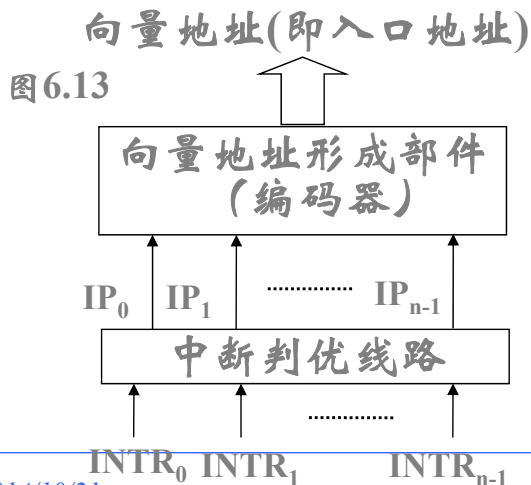 向量地址(即入口地址)
图6.13
向量地址形成部件
(编码器)
IP0 IP1 ............... IPn-1
中断判优线路
...............
INTR0 INTR1 INTRn-1